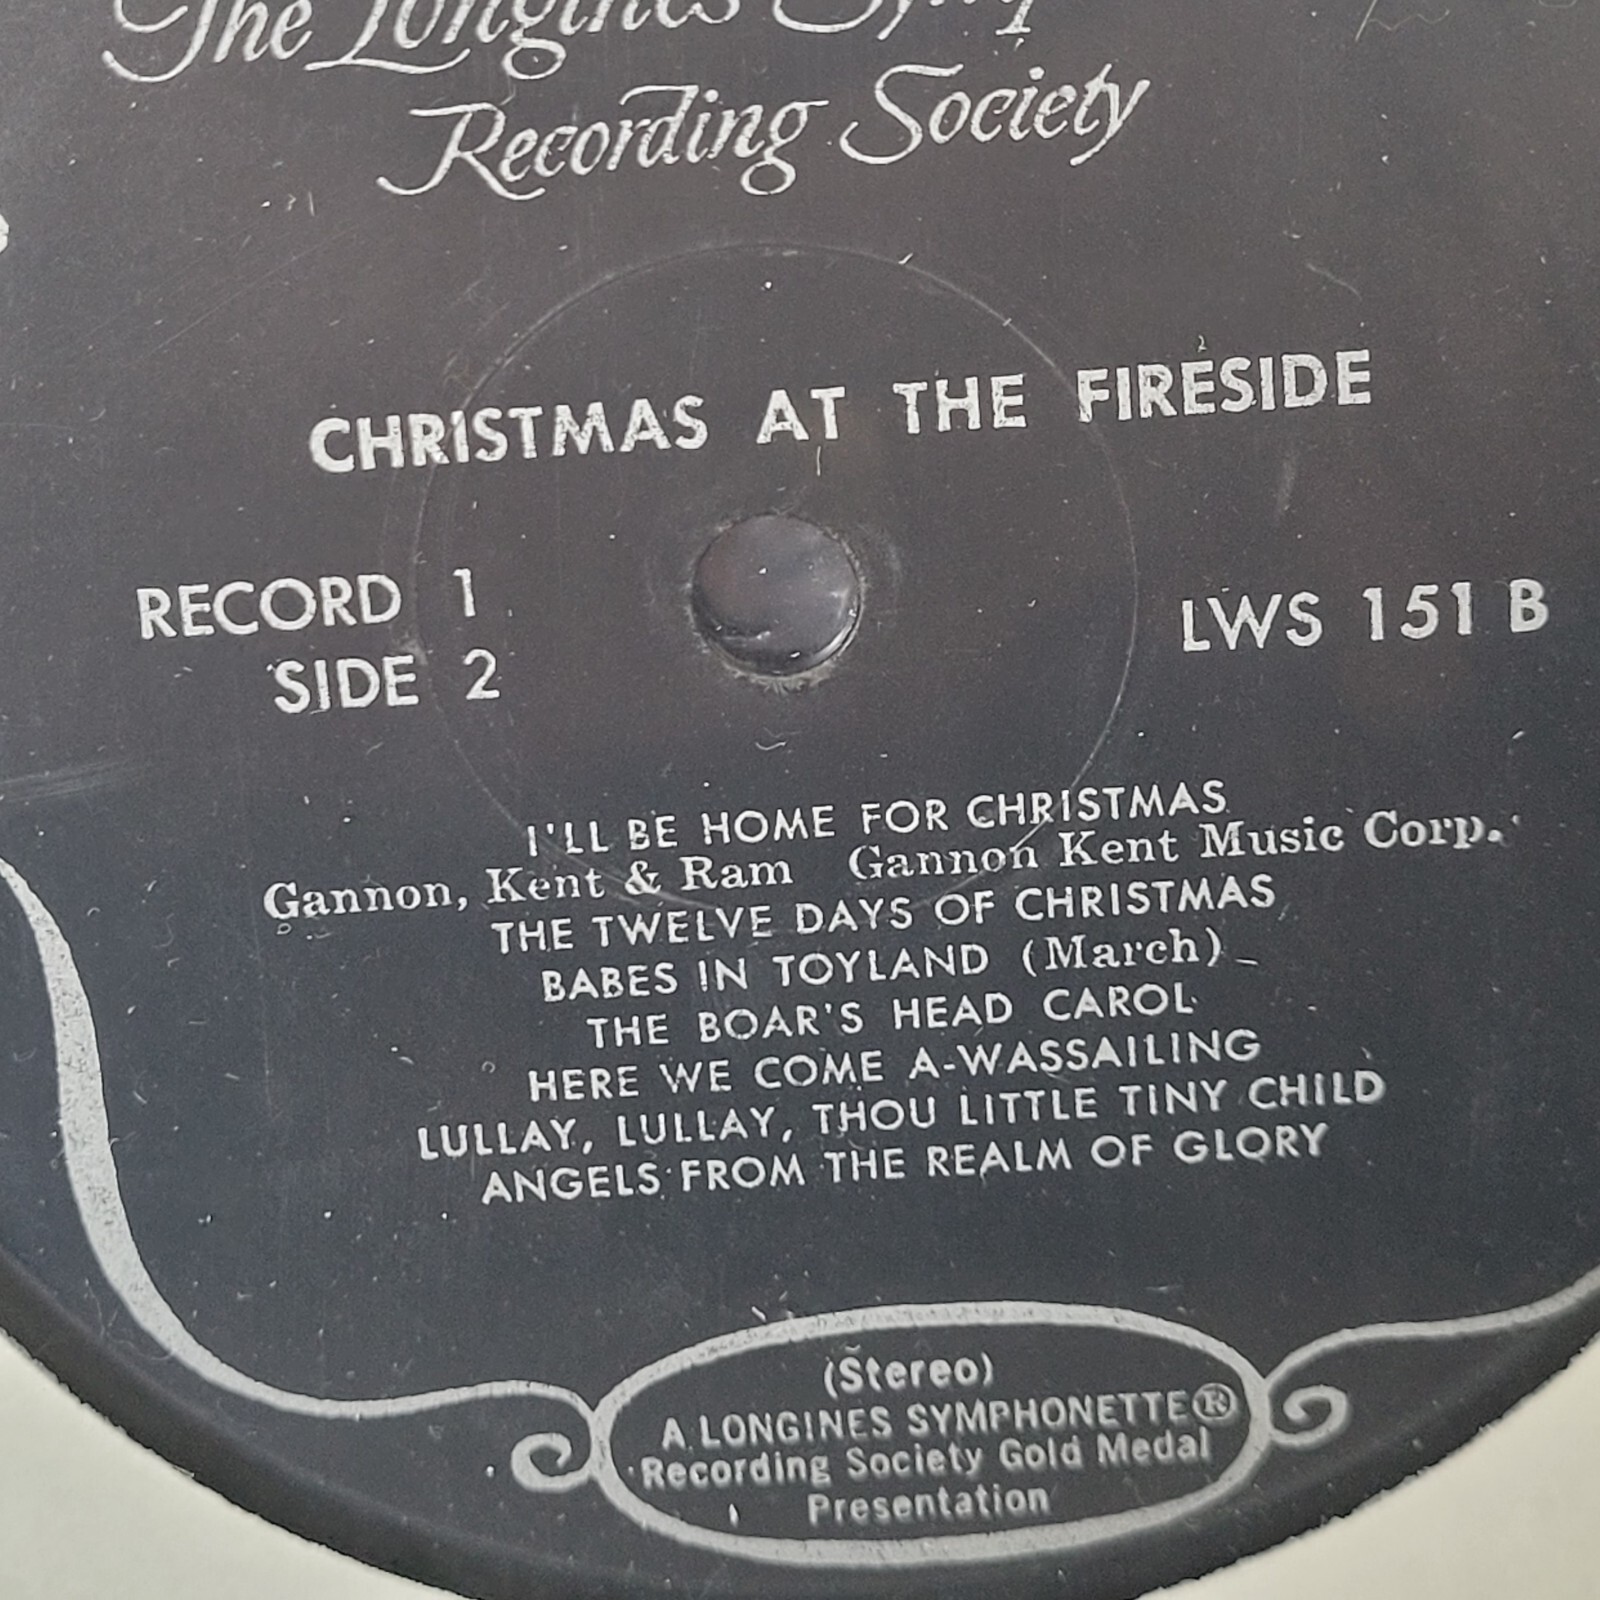 The Longines
Recording Society
CHRISTMAS AT THE FIRESIDE
RECORD 1
SIDE 2
LWS 151 B
I'LL BE HOME FOR CHRISTMAS
Gannon, Kent & Ram Gannon Kent Music Corp.
THE TWELVE DAYS OF CHRISTMAS
BABES IN TOYLAND (March)
THE BOAR'S HEAD CAROL
HERE WE COME A-WASSAILING
LULLAY, LULLAY, THOU LITTLE TINY CHILD
ANGELS FROM THE REALM OF GLORY
(Stereo)
A LONGINES SYMPHONETTE®
Recording Society Gold Medal
Presentation